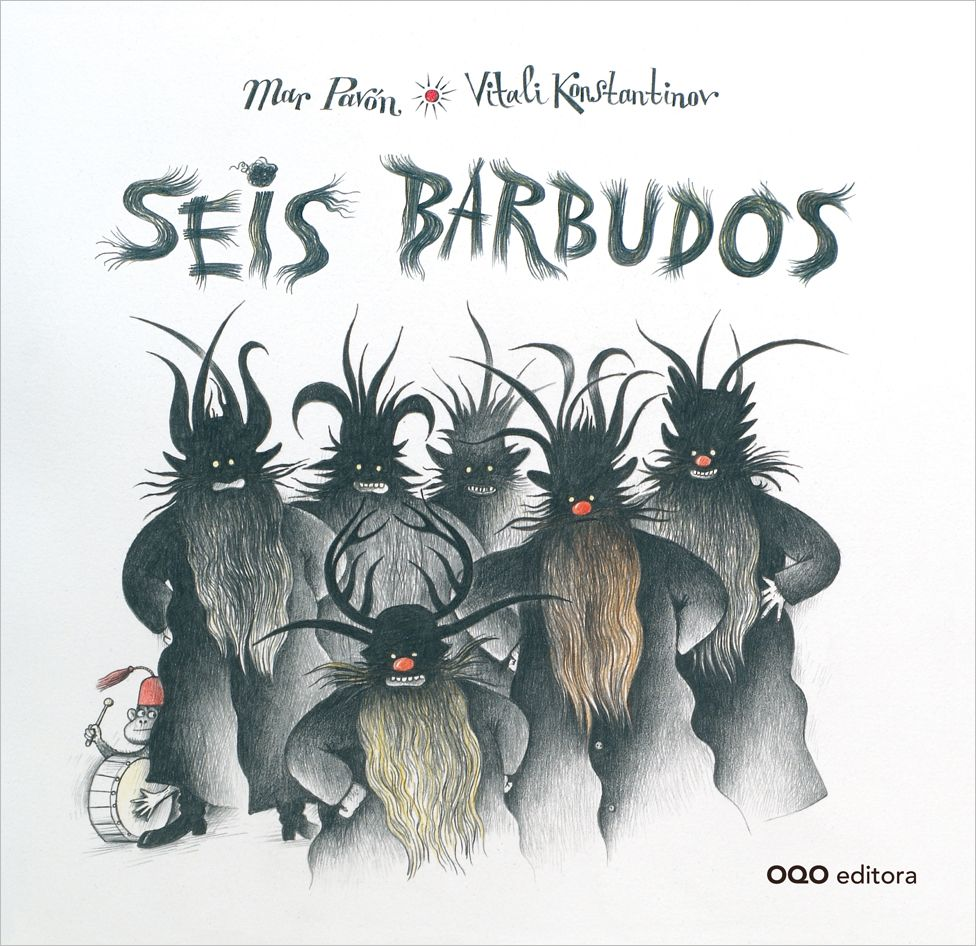 Mar Pavón Vitali Konstantinov
SEiS BARBUDOS
OQO editora